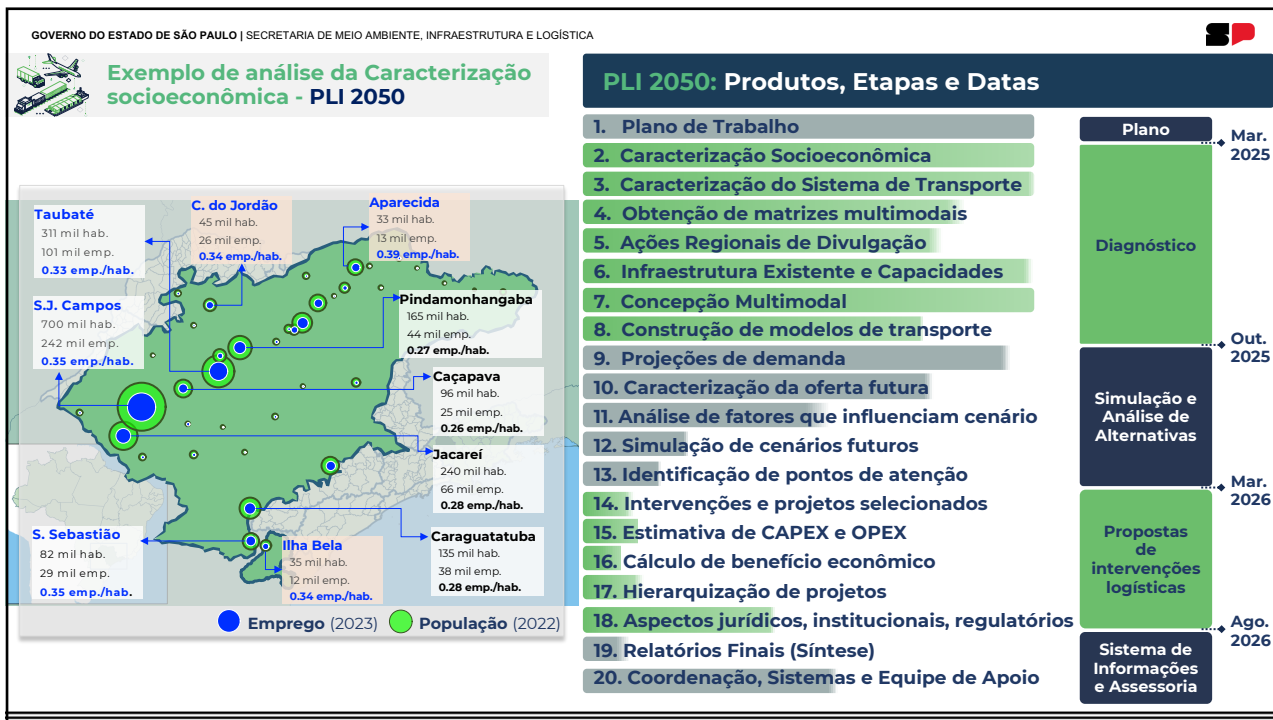 GOVERNO DO ESTADO DE SÃO PAULO | SECRETARIA DE MEIO AMBIENTE, INFRAESTRUTURA E LOGÍSTICA
SP
Exemplo de análise da Caracterização
socioeconômica - PLI 2050
Taubaté
311 mil hab.
101 mil emp.
0.33 emp./hab.
C. do Jordão
45 mil hab.
26 mil emp.
0.34 emp./hab.
Aparecida
33 mil hab.
13 mil emp.
0.39 emp./hab.
S.J. Campos
700 mil hab.
242 mil emp.
0.35 emp./hab.
Pindamonhangaba
165 mil hab.
44 mil emp.
0.27 emp./hab.
Caçapava
96 mil hab.
25 mil emp.
0.26 emp./hab.
Jacareí
240 mil hab.
66 mil emp.
0.28 emp./hab.
Caraguatatuba
135 mil hab.
38 mil emp.
0.28 emp./hab.
S. Sebastião
82 mil hab.
29 mil emp.
0.35 emp./hab.
Ilha Bela
35 mil hab.
12 mil emp.
0.34 emp./hab.
Emprego (2023) População (2022)
PLI 2050: Produtos, Etapas e Datas
1. Plano de Trabalho
2. Caracterização Socioeconômica
3. Caracterização do Sistema de Transporte
4. Obtenção de matrizes multimodais
5. Ações Regionais de Divulgação
6. Infraestrutura Existente e Capacidades
7. Concepção Multimodal
8. Construção de modelos de transporte
9. Projeções de demanda
10. Caracterização da oferta futura
11. Análise de fatores que influenciam cenário
12. Simulação de cenários futuros
13. Identificação de pontos de atenção
14. Intervenções e projetos selecionados
15. Estimativa de CAPEX e OPEX
16. Cálculo de benefício econômico
17. Hierarquização de projetos
18. Aspectos jurídicos, institucionais, regulatórios
19. Relatórios Finais (Síntese)
20. Coordenação, Sistemas e Equipe de Apoio
Plano
Mar.
2025
Diagnóstico
Out.
2025
Simulação e
Análise de
Alternativas
Mar.
2026
Propostas
de
intervenções
logísticas
Ago.
2026
Sistema de
Informações
e Assessoria